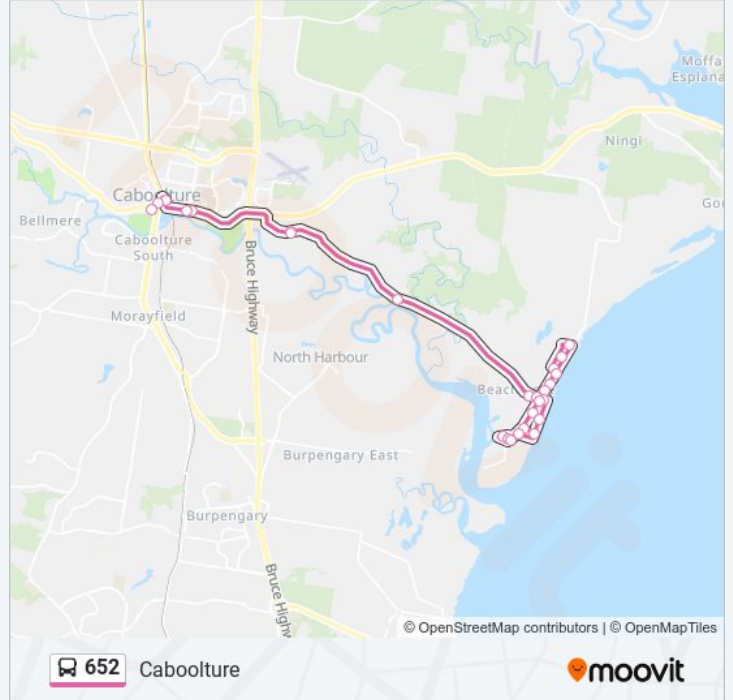 Moffa
Esplana
Ningi
Caboolture
Go
Bellmere
Caboolture
South
Bruce Highway
Morayfield
North Harbour
Beach
Burpengary East
Burpengary
Bruce Highw
© OpenStreetMap contributors | © OpenMapTiles
652 Caboolture
moovit